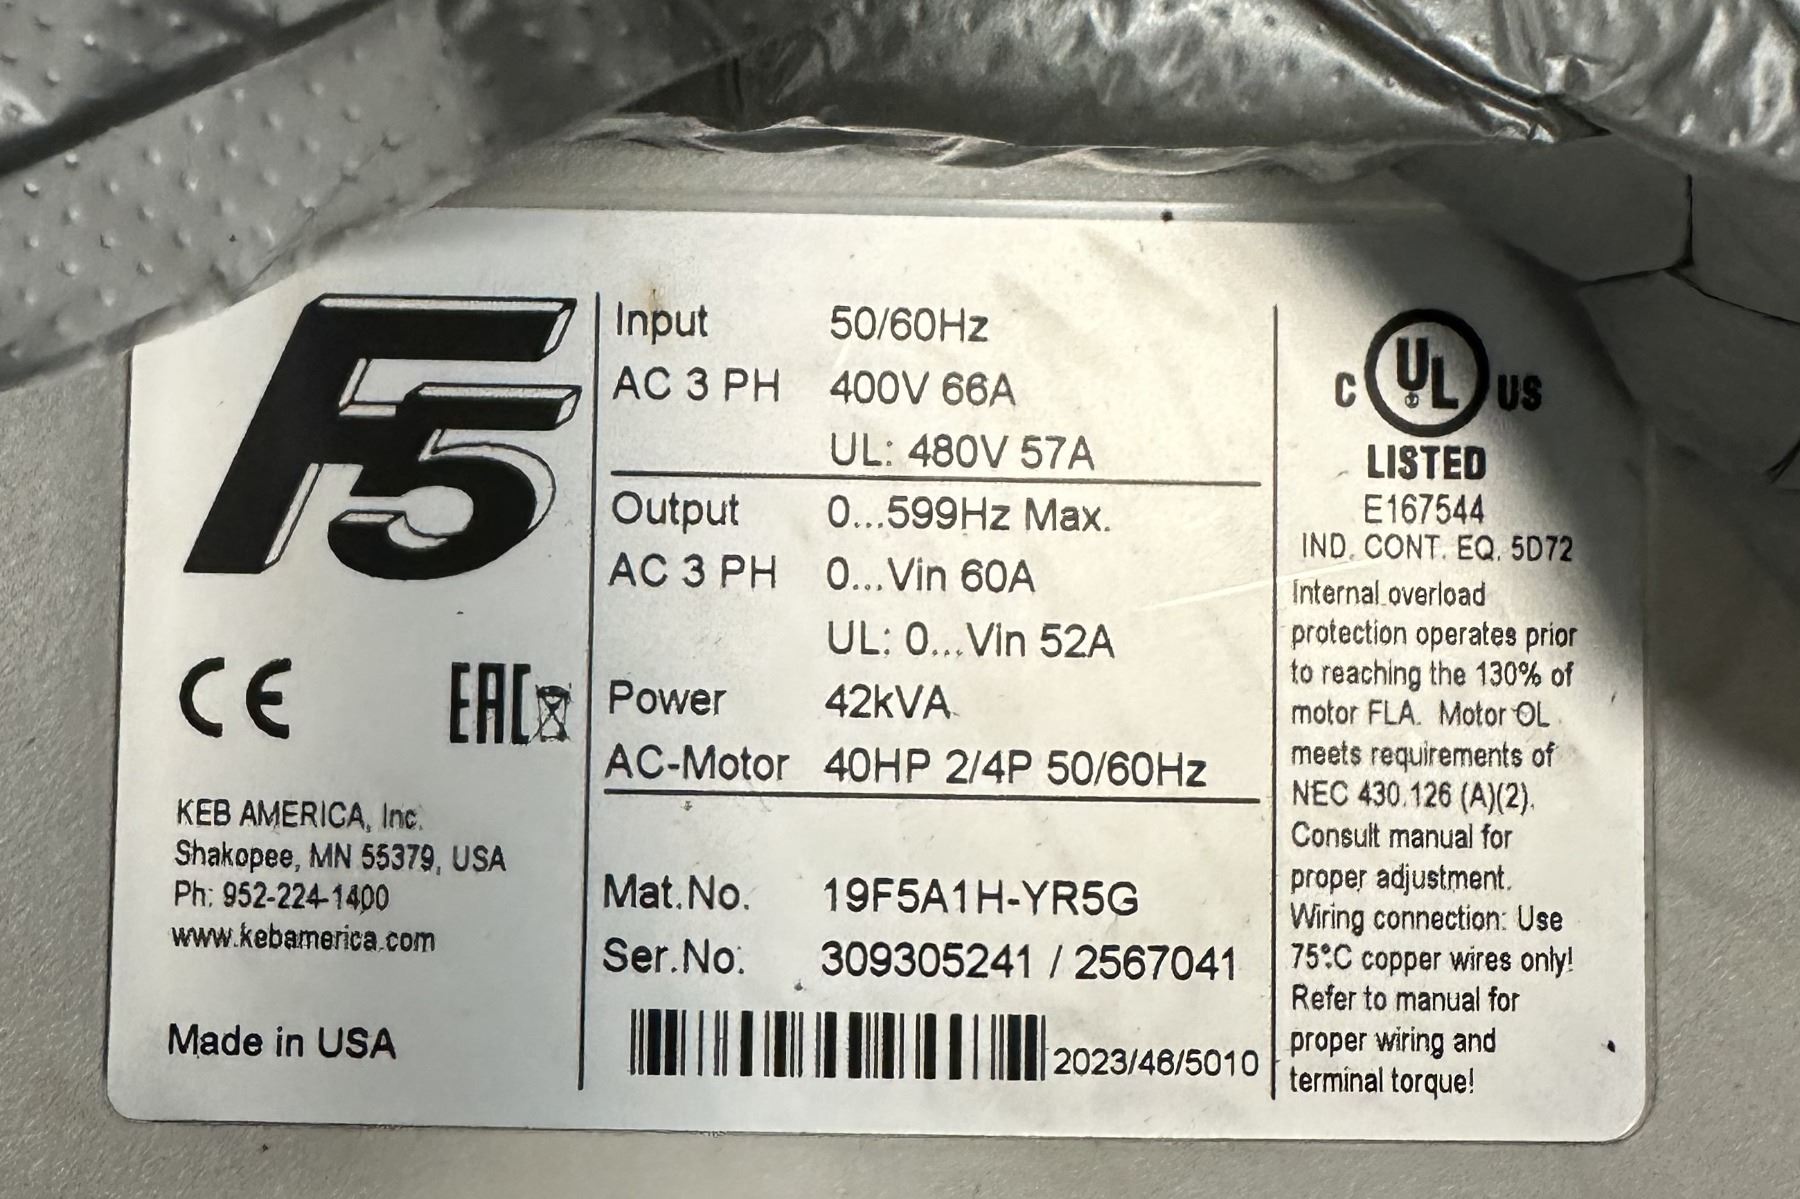 F5
CE
EAC
KEB AMERICA, Inc.
Shakopee, MN 55379, USA
Ph: 952-224-1400
www.kebamerica.com
Made in USA
Input 50/60Hz
AC 3 PH 400V 66A
UL: 480V 57A
Output 0...599Hz Max.
AC 3 PH 0...Vin 60A
UL: 0...Vin 52A
Power 42kVA
AC-Motor 40HP 2/4P 50/60Hz
Mat.No. 19F5A1H-YR5G
Ser.No. 309305241 / 2567041
2023/46/5010
C UL US
LISTED
E167544
IND. CONT. EQ. 5D72
Internal overload
protection operates prior
to reaching the 130% of
motor FLA. Motor OL
meets requirements of
NEC 430.126 (A)(2).
Consult manual for
proper adjustment.
Wiring connection: Use
75°C copper wires only!
Refer to manual for
proper wiring and
terminal torque!